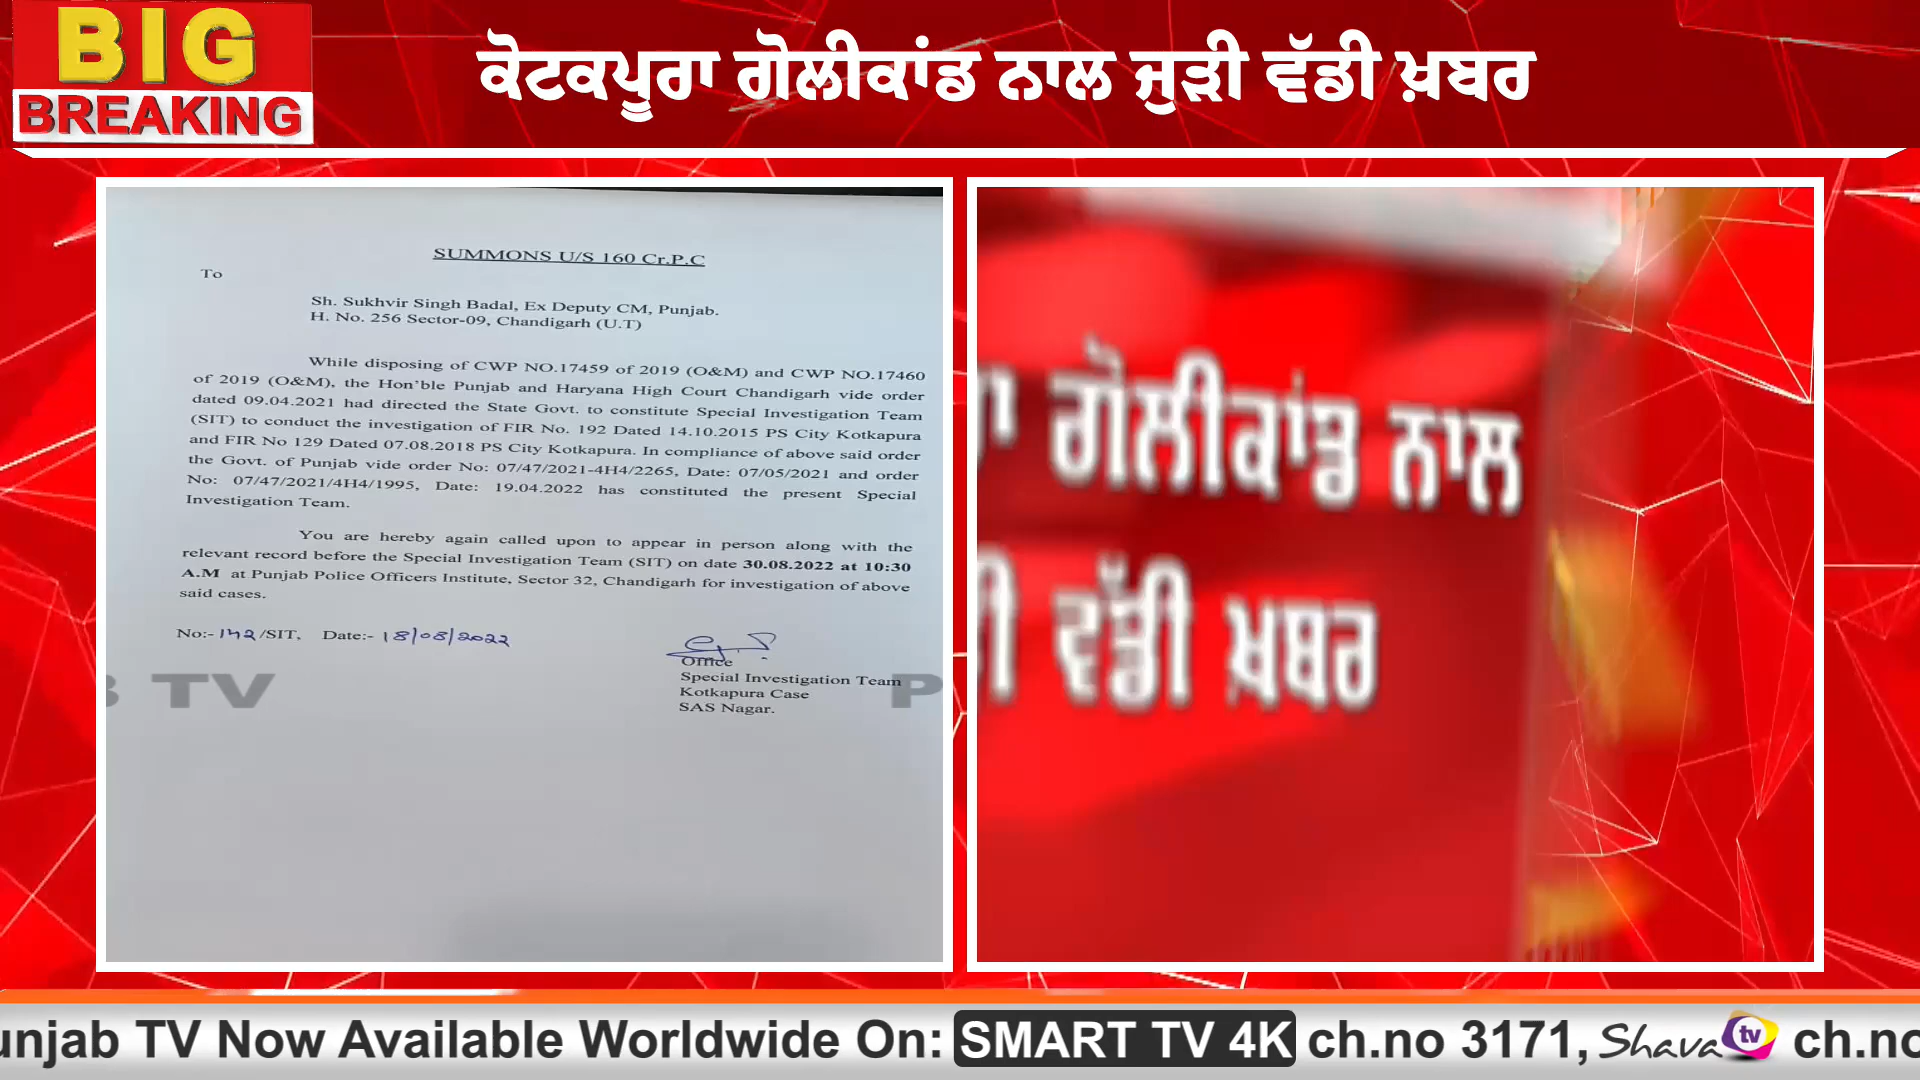 BIG
BREAKING
ਕੋਟਕਪੂਰਾ ਗੋਲੀਕਾਂਡ ਨਾਲ ਜੁੜੀ ਵੱਡੀ ਖ਼ਬਰ
SUMMONS U/S 160 Cr.P.C
To
Sh. Sukhvir Singh Badal, Ex Deputy CM, Punjab.
H. No. 256 Sector-09, Chandigarh (U.T)
While disposing of CWP NO.17459 of 2019 (O&M) and CWP NO.17460
of 2019 (O&M), the Hon'ble Punjab and Haryana High Court Chandigarh vide order
dated 09.04.2021 had directed the State Govt. to constitute Special Investigation Team
(SIT) to conduct the investigation of FIR No. 192 Dated 14.10.2015 PS City Kotkapura
and FIR No 129 Dated 07.08.2018 PS City Kotkapura. In compliance of above said order
the Govt. of Punjab vide order No: 07/47/2021-4H4/2265, Date: 07/05/2021 and order
No: 07/47/2021/4H4/1995, Date: 19.04.2022 has constituted the present Special
Investigation Team.
You are hereby again called upon to appear in person along with the
relevant record before the Special Investigation Team (SIT) on date 30.08.2022 at 10:30
A.M at Punjab Police Officers Institute, Sector 32, Chandigarh for investigation of above
said cases.
No:- 142 /SIT, Date:- 18/08/2022
Office
Special Investigation Team
Kotkapura Case
SAS Nagar.
TV
ਗੋਲੀਕਾਂਡ ਨਾਲ
ਵੱਡੀ ਖ਼ਬਰ
unjab TV Now Available Worldwide On: SMART TV 4K ch.no 3171, Shava tv ch.no